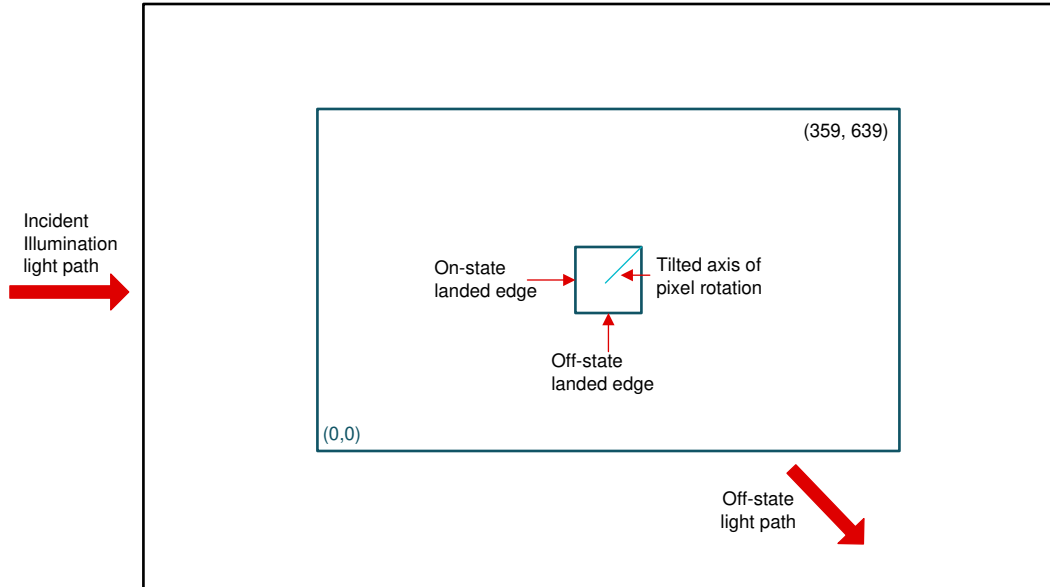 (359, 639)
Incident
Illumination
light path
On-state
landed edge
Tilted axis of
pixel rotation
Off-state
landed edge
(0,0)
Off-state
light path